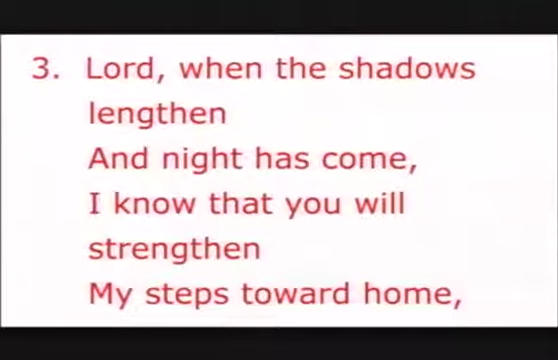 3. Lord, when the shadows
lengthen
And night has come,
I know that you will
strengthen
My steps toward home,